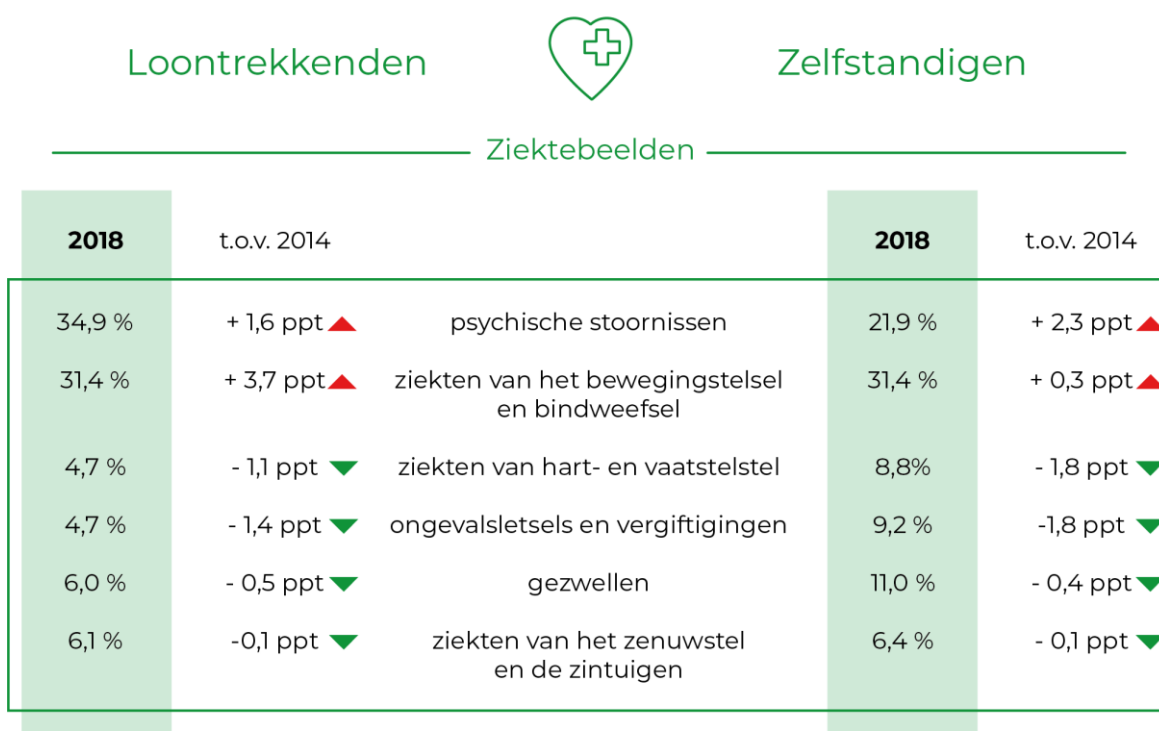 Loontrekkenden Zelfstandigen
Ziektebeelden
2018 t.o.v. 2014 2018 t.o.v. 2014
34,9 % + 1,6 ppt psychische stoornissen 21,9 % + 2,3 ppt
31,4 % + 3,7 ppt ziekten van het bewegingstelsel 31,4 % + 0,3 ppt
en bindweefsel
4,7 % - 1,1 ppt ziekten van hart- en vaatstelstel 8,8% - 1,8 ppt
4,7 % - 1,4 ppt ongevalsletsels en vergiftigingen 9,2 % -1,8 ppt
6,0 % - 0,5 ppt gezwellen 11,0 % - 0,4 ppt
6,1 % -0,1 ppt ziekten van het zenuwstel 6,4 % - 0,1 ppt
en de zintuigen